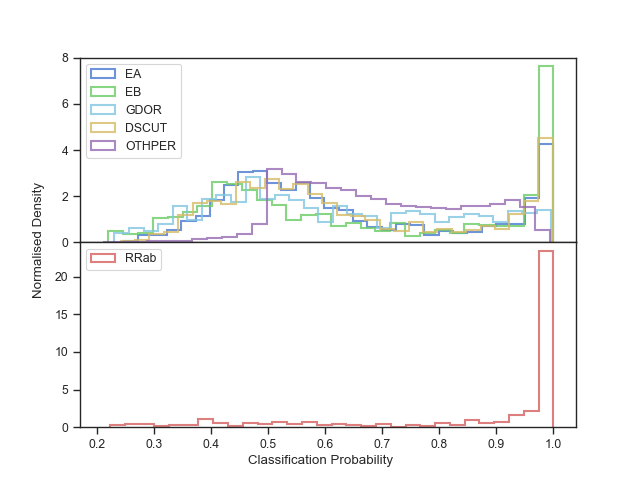 8
6
4
2
0
EA
EB
GDOR
DSCUT
OTHPER
Normalised Density
20
15
10
5
0
RRab
0.2 0.3 0.4 0.5 0.6 0.7 0.8 0.9 1.0
Classification Probability